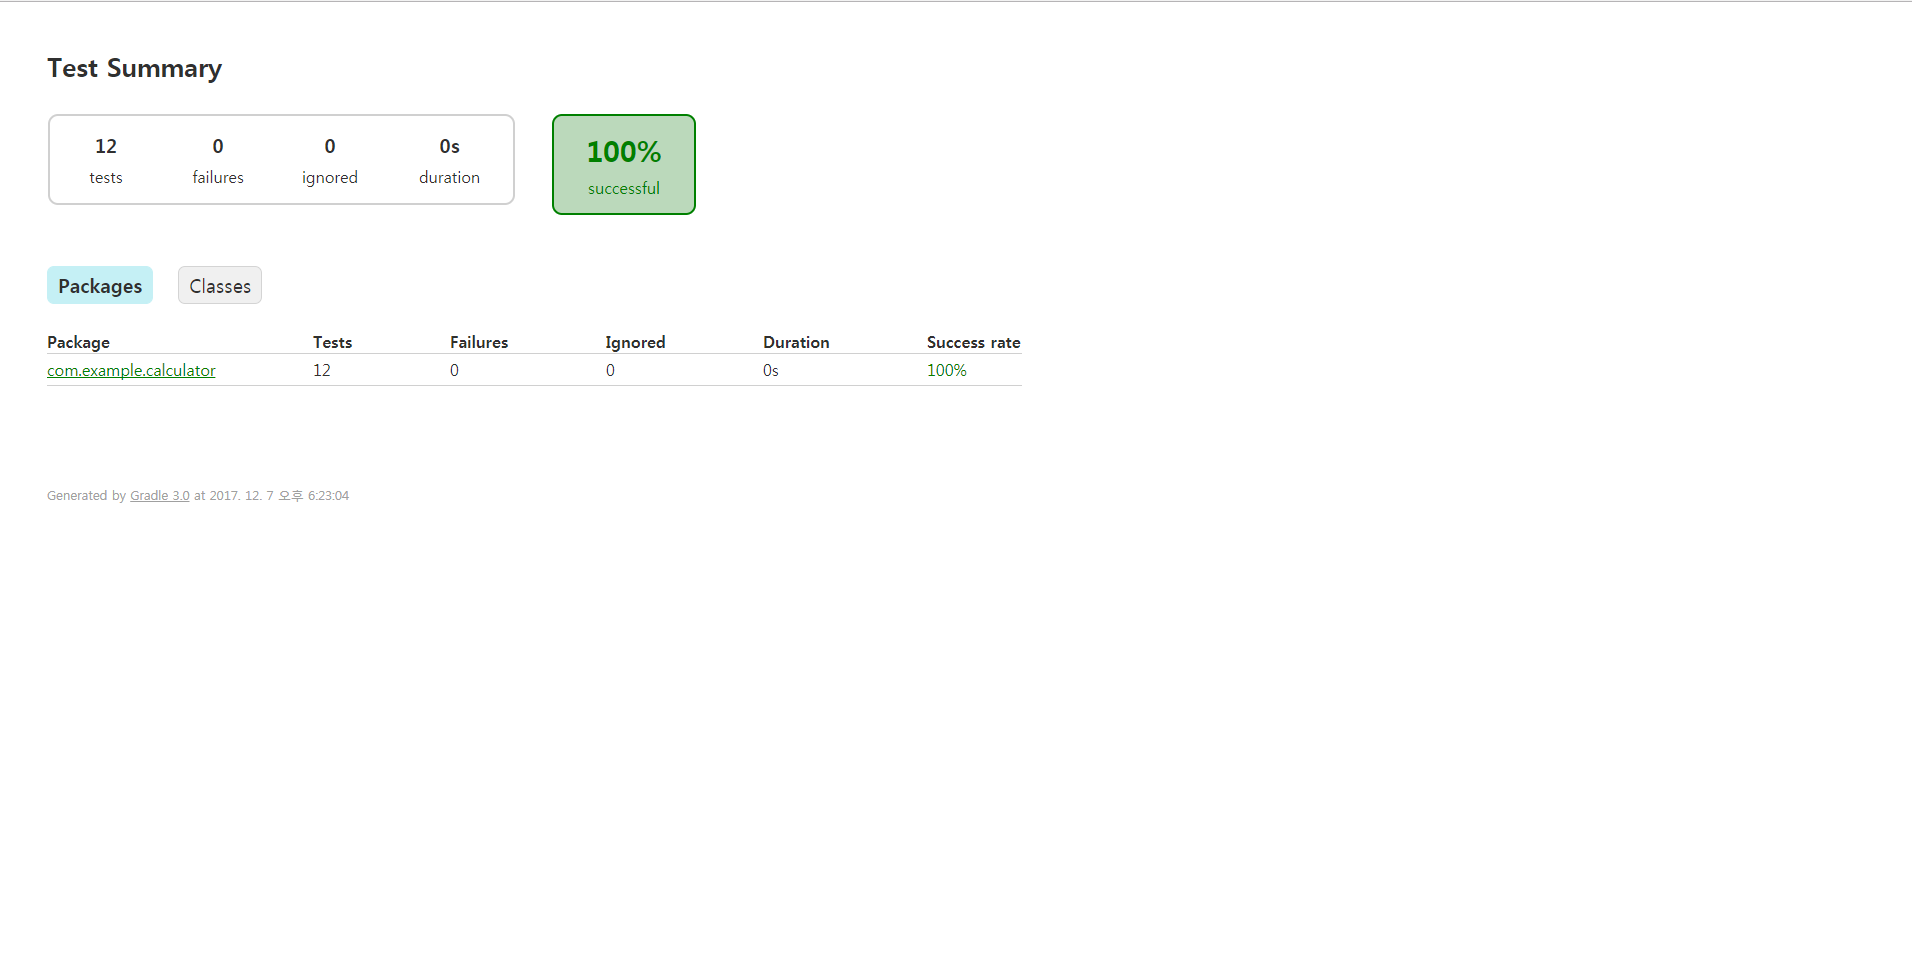 Test Summary
12 0 0 0s
tests failures ignored duration
100%
successful
Packages Classes
Package Tests Failures Ignored Duration Success rate
com.example.calculator 12 0 0 0s 100%
Generated by Gradle 3.0 at 2017. 12. 7 오후 6:23:04